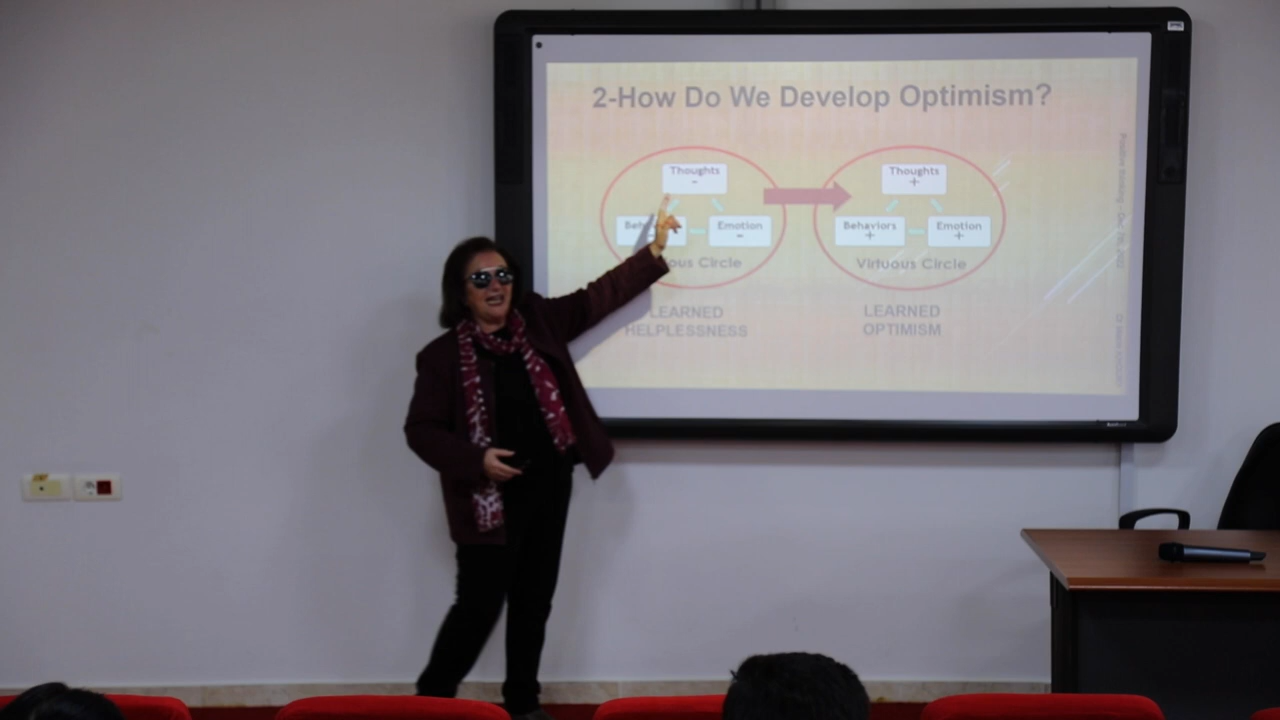 2-How Do We Develop Optimism?
Thoughts
-
Emotion
-
Circle
LEARNED
HELPLESSNESS
Thoughts
+
Behaviors
+
Emotion
+
Virtuous Circle
LEARNED
OPTIMISM